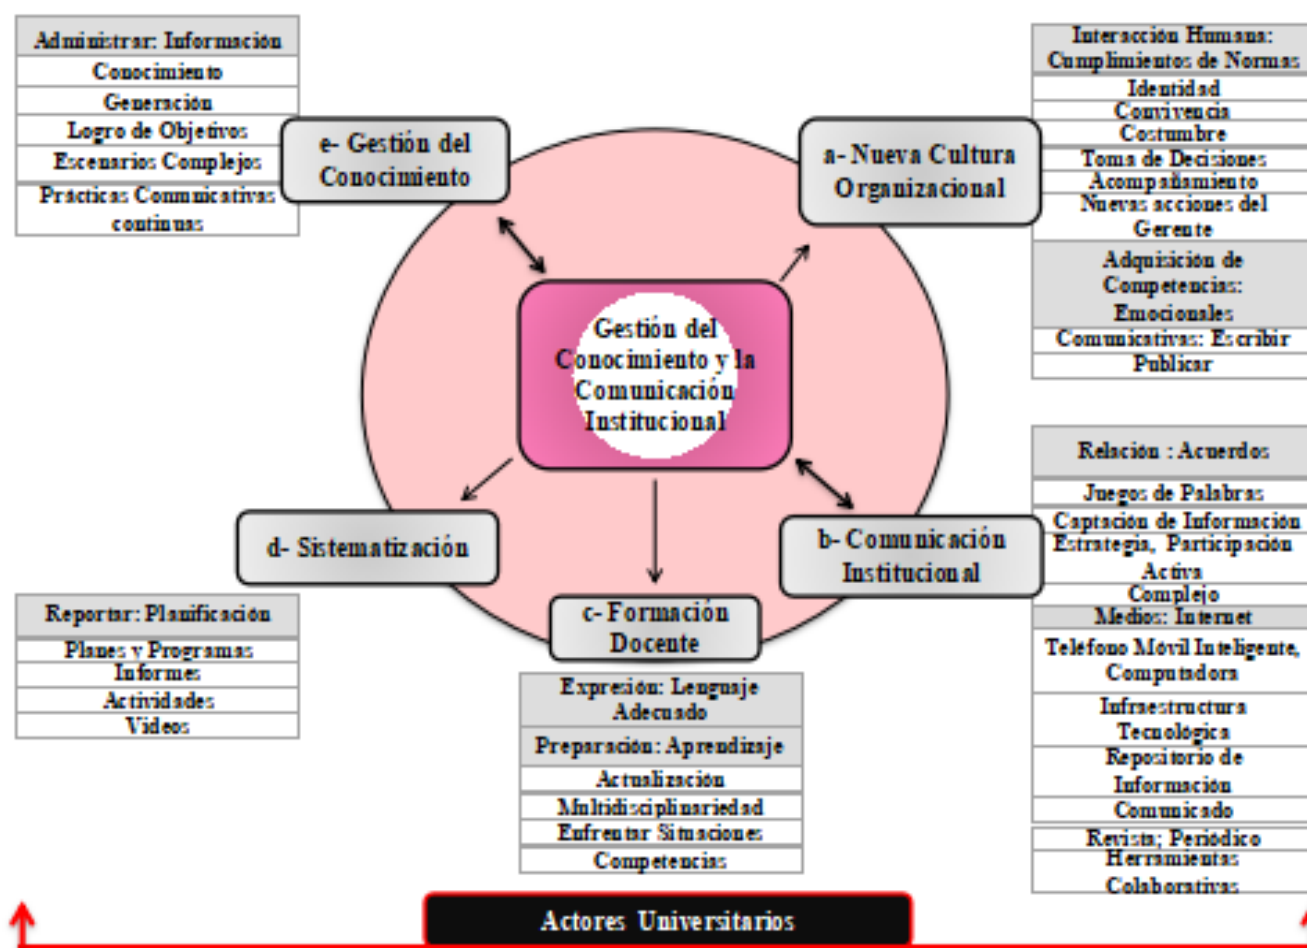 Administrar: Información
Conocimiento
Generación
Logro de Objetivos
Escenarios Complejos
Prácticas Comunicativas
continuas
e- Gestión del
Conocimiento
a- Nueva Cultura
Organizacional
Interacción Humana:
Cumplimientos de Normas
Identidad
Convivencia
Costumbre
Toma de Decisiones
Acompañamiento
Nuevas acciones del
Gerente
Adquisición de
Competencias:
Emocionales
Comunicativas: Escribir
Publicar
Gestión del
Conocimiento y la
Comunicación
Institucional
d- Sistematización
Reportar: Planificación
Planes y Programas
Informes
Actividades
Videos
c- Formación
Docente
Expresión: Lenguaje
Adecuado
Preparación: Aprendizaje
Actualización
Multidisciplinariedad
Enfrentar Situaciones
Competencias
b- Comunicación
Institucional
Relación : Acuerdos
Juegos de Palabras
Captación de Información
Estrategia, Participación
Activa
Complejo
Medios: Internet
Teléfono Móvil Inteligente,
Computadora
Infraestructura
Tecnológica
Repositorio de
Información
Comunicado
Revista; Periódico
Herramientas
Colaborativas
Actores Universitarios